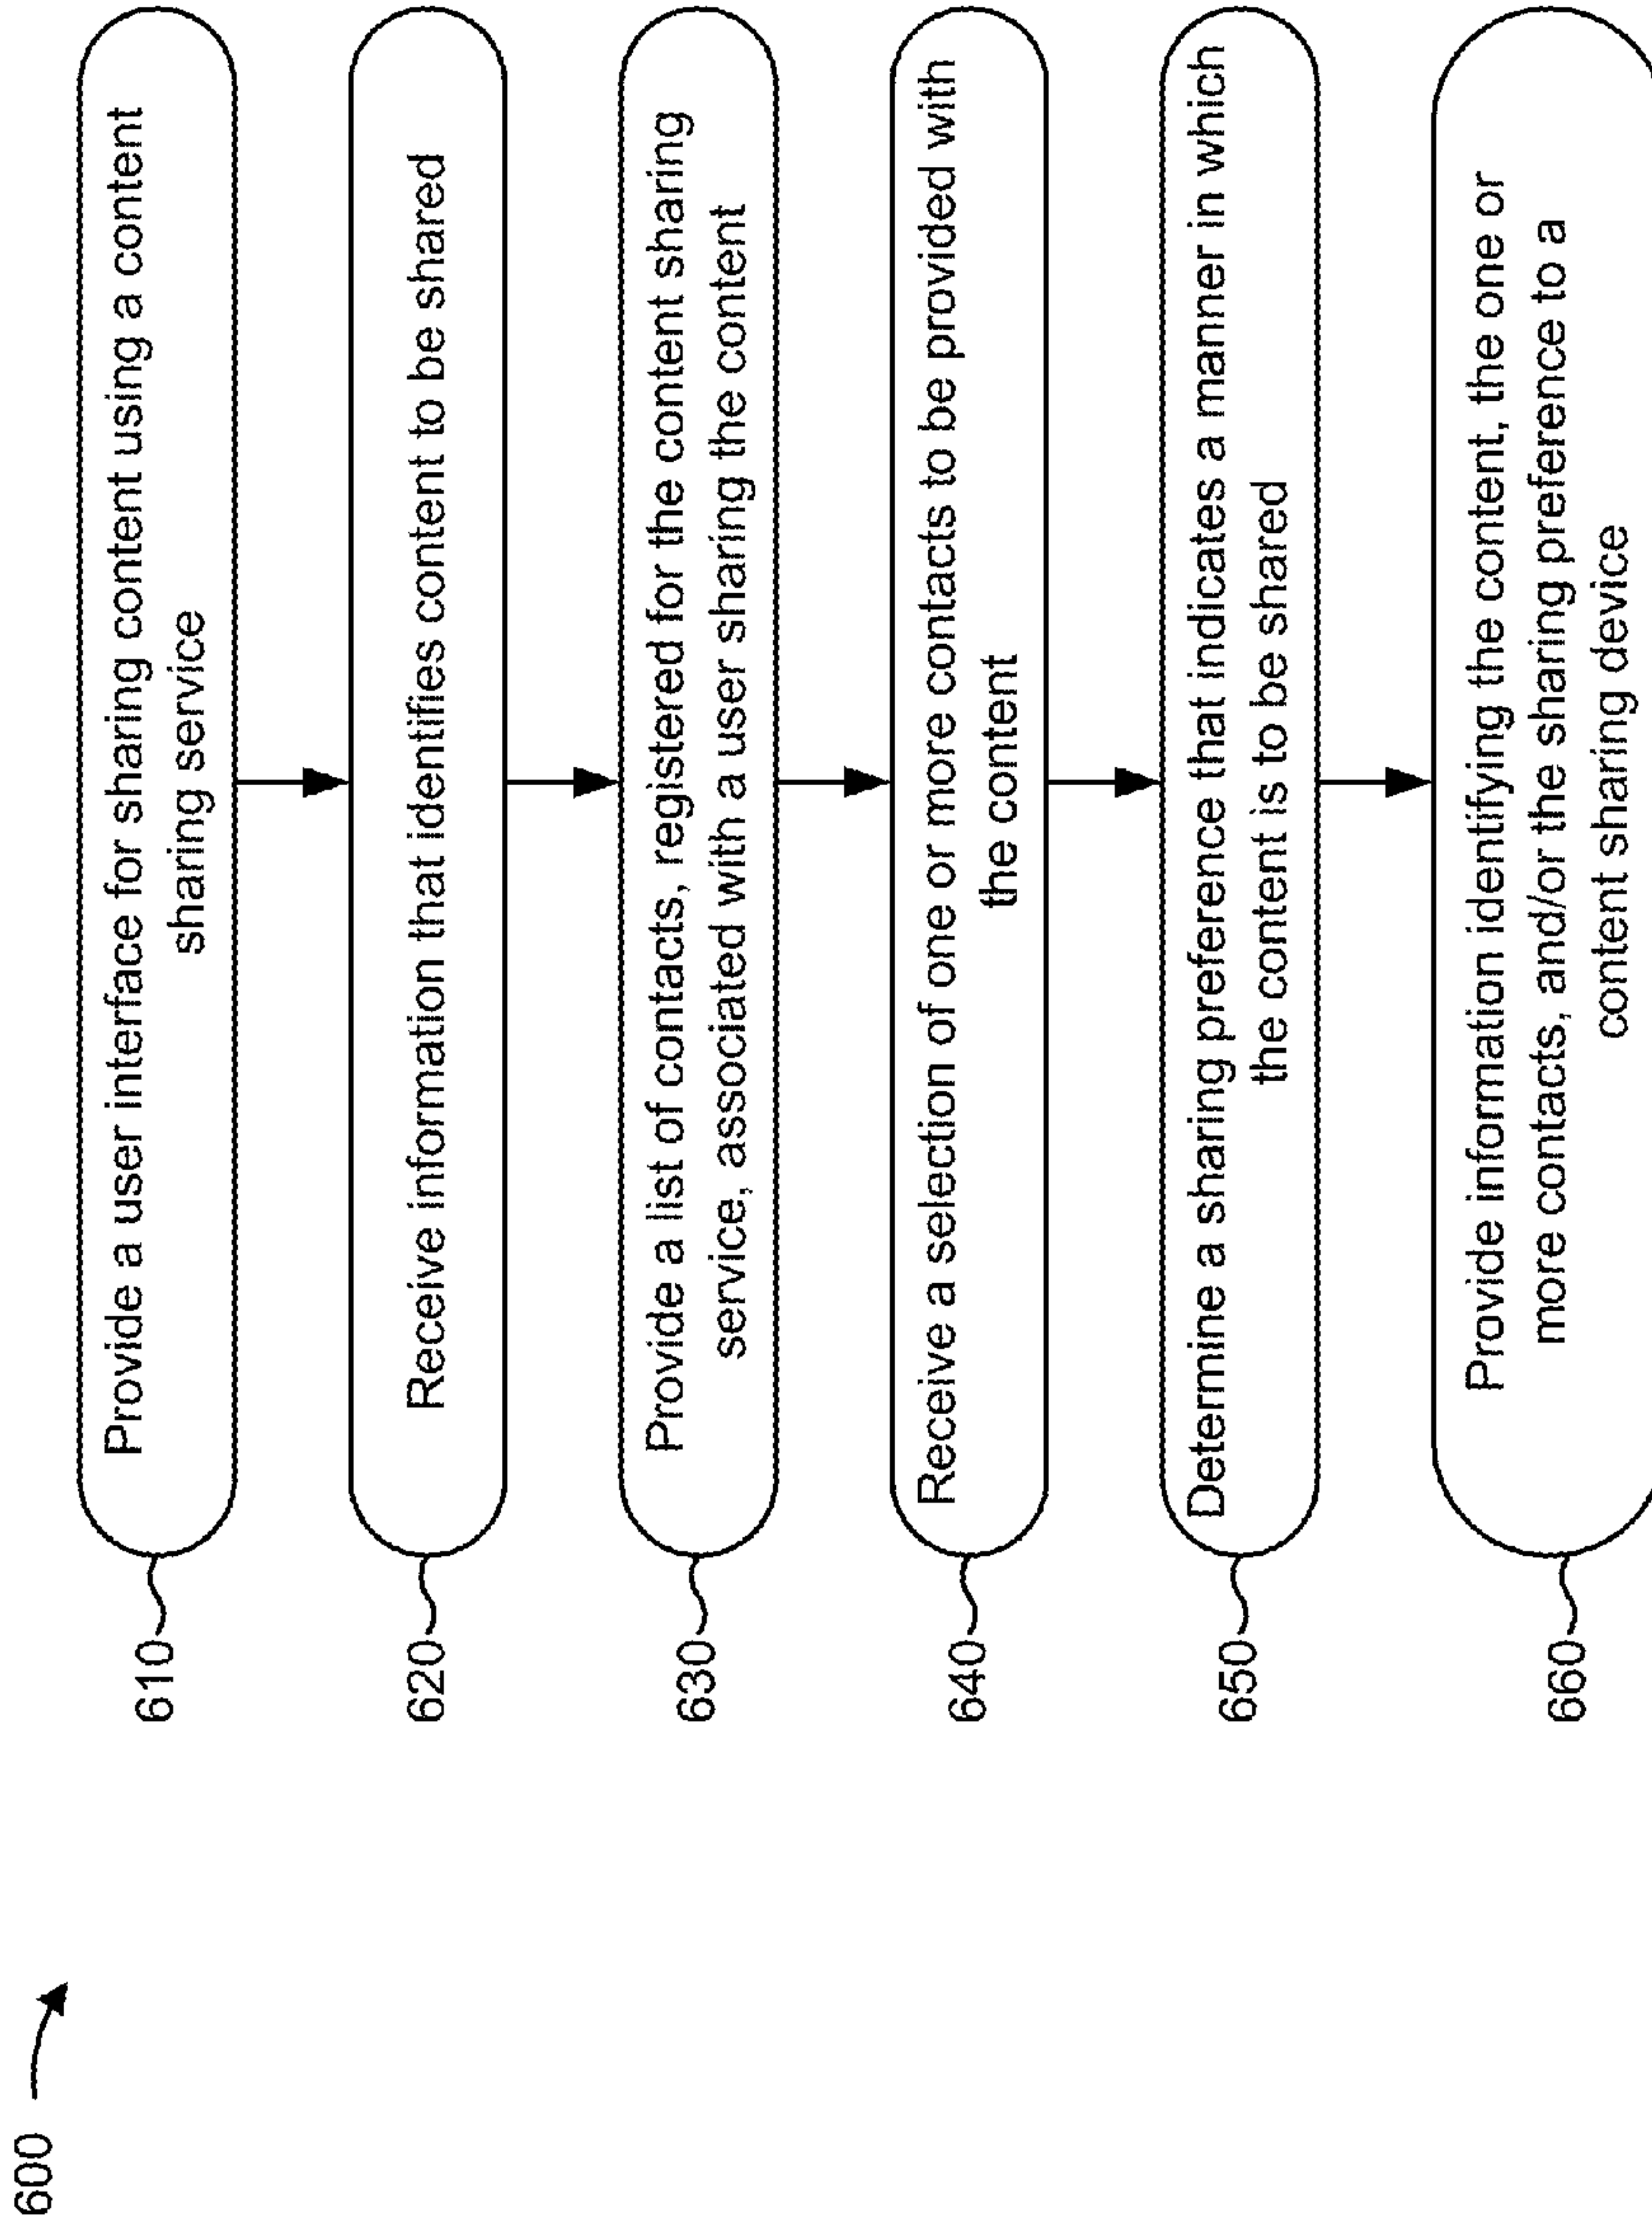 600
610
Provide a user interface for sharing content using a content
sharing service
620
Receive information that identifies content to be shared
630
Provide a list of contacts, registered for the content sharing
service, associated with a user sharing the content
640
Receive a selection of one or more contacts to be provided with
the content
650
Determine a sharing preference that indicates a manner in which
the content is to be shared
660
Provide information identifying the content, the one or
more contacts, and/or the sharing preference to a
content sharing device